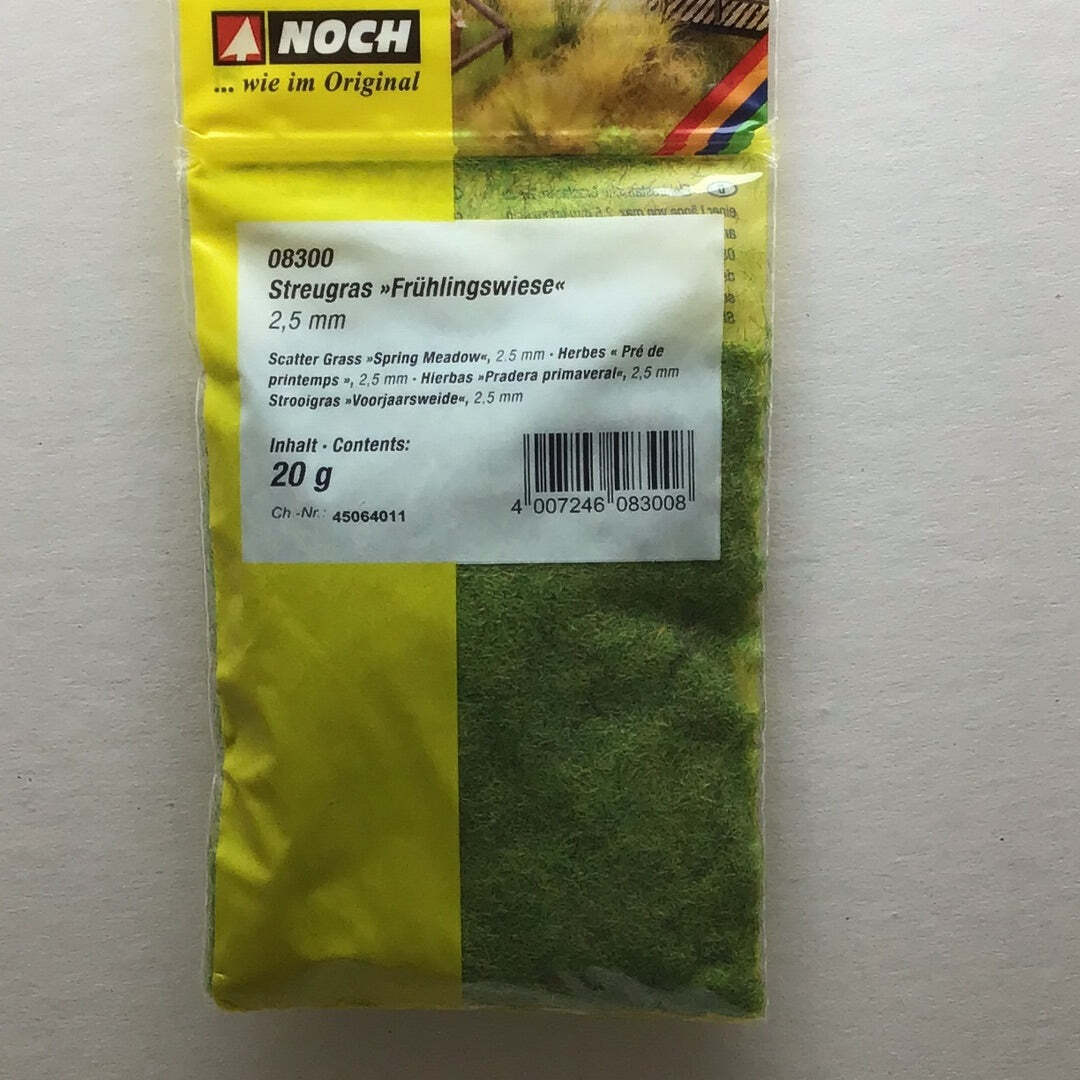 NOCH
... wie im Original
08300
Streugras »Frühlingswiese«
2,5 mm
Scatter Grass »Spring Meadow«, 2.5 mm · Herbes « Pré de
printemps », 2,5 mm · Hierbas »Pradera primaveral«, 2,5 mm
Strooigras »Voorjaarsweide«, 2,5 mm
Inhalt · Contents:
20 g
Ch.-Nr.: 45064011
4 007246 083008